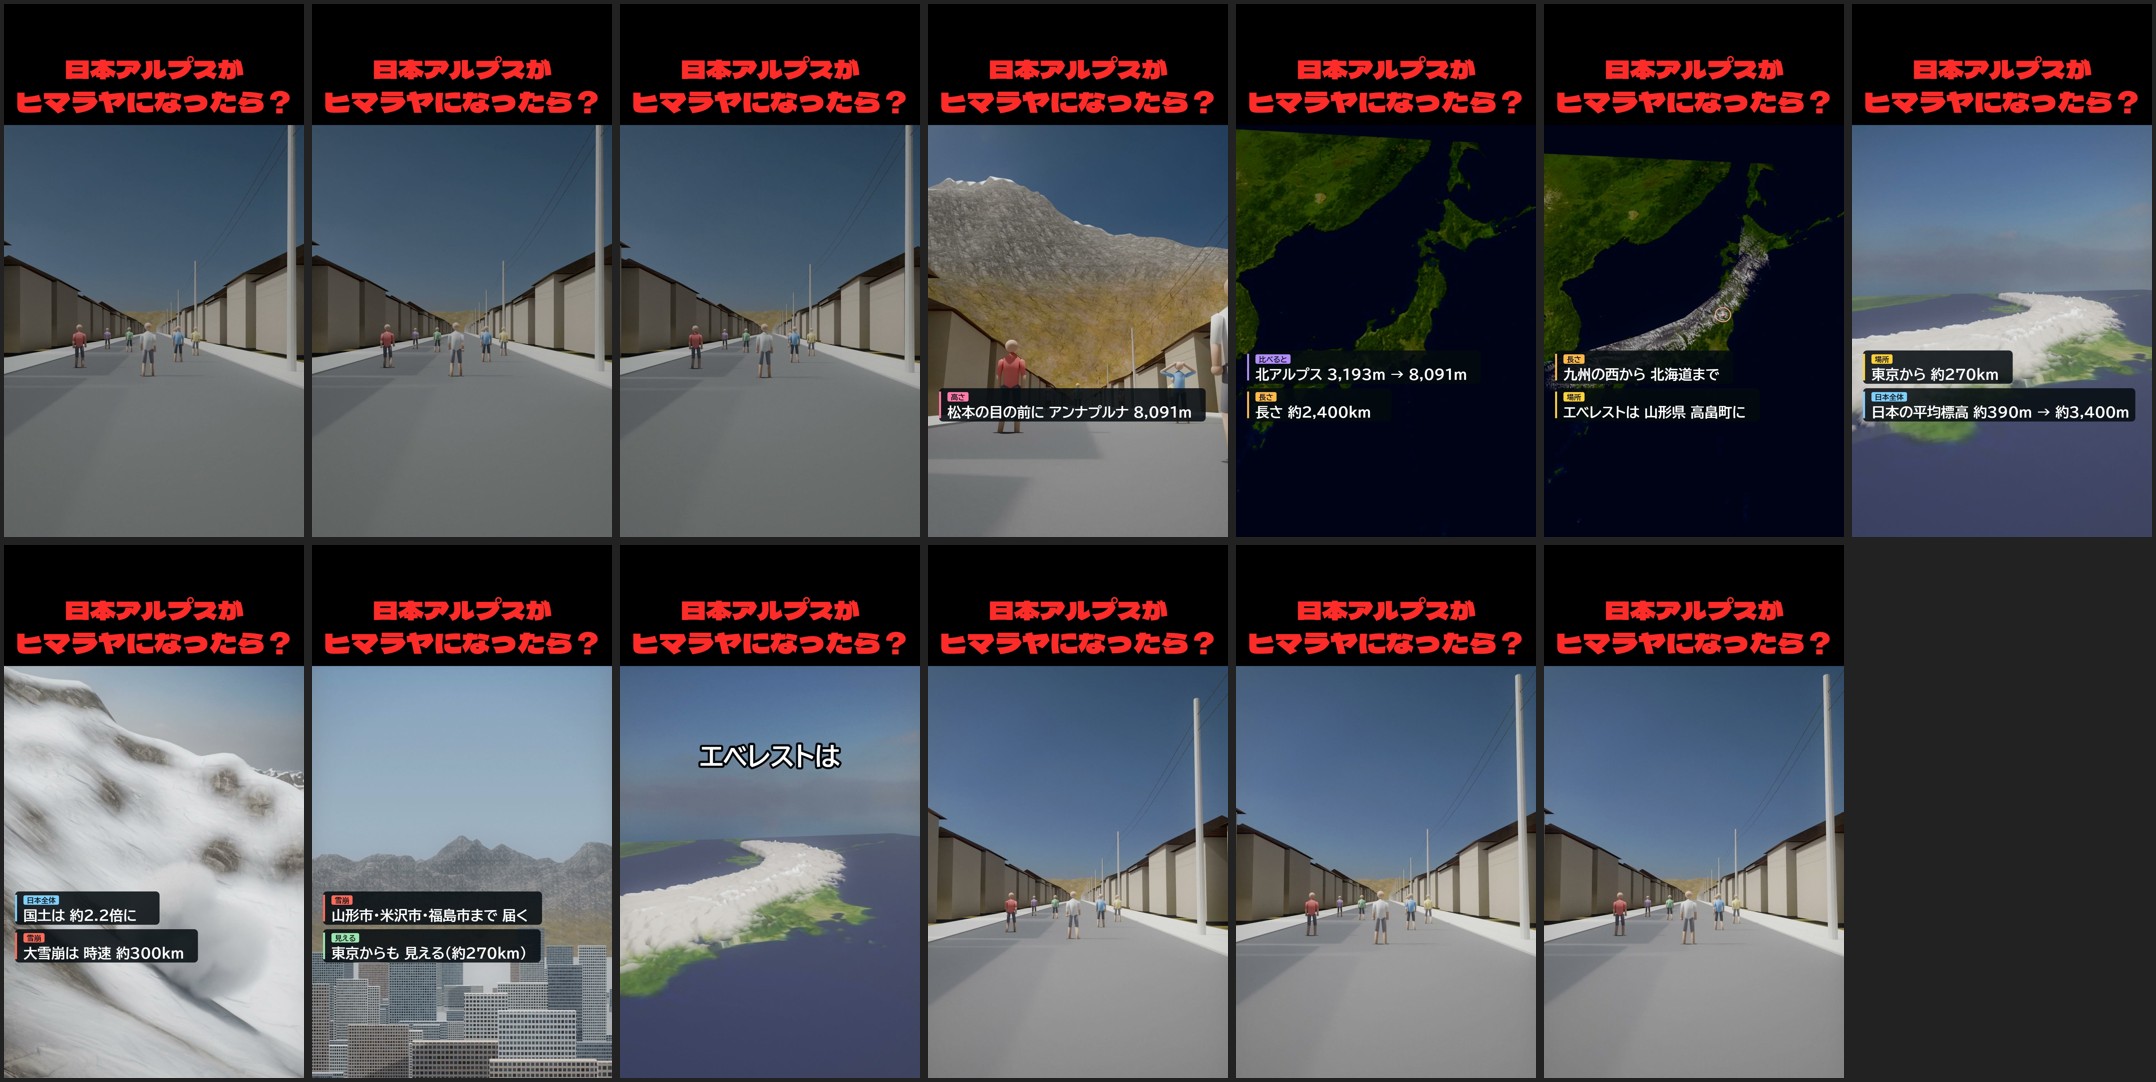 日本アルプスが
ヒマラヤになったら？
日本アルプスが
ヒマラヤになったら？
日本アルプスが
ヒマラヤになったら？
日本アルプスが
ヒマラヤになったら？
高さ
松本の目の前に アンナプルナ 8,091m
日本アルプスが
ヒマラヤになったら？
比べると
北アルプス 3,193m → 8,091m
長さ
長さ 約2,400km
日本アルプスが
ヒマラヤになったら？
長さ
九州の西から 北海道まで
場所
エベレストは 山形県 高畠町に
日本アルプスが
ヒマラヤになったら？
場所
東京から 約270km
日本全体
日本の平均標高 約390m → 約3,400m
日本アルプスが
ヒマラヤになったら？
日本全体
国土は 約2.2倍に
雪崩
大雪崩は 時速 約300km
日本アルプスが
ヒマラヤになったら？
雪崩
山形市・米沢市・福島市まで 届く
見える
東京からも 見える（約270km）
日本アルプスが
ヒマラヤになったら？
エベレストは
日本アルプスが
ヒマラヤになったら？
日本アルプスが
ヒマラヤになったら？
日本アルプスが
ヒマラヤになったら？